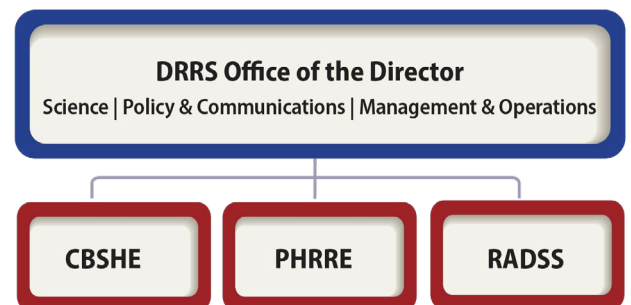 DRRS Office of the Director
Science | Policy & Communications | Management & Operations
CBSHE
PHRRE
RADSS